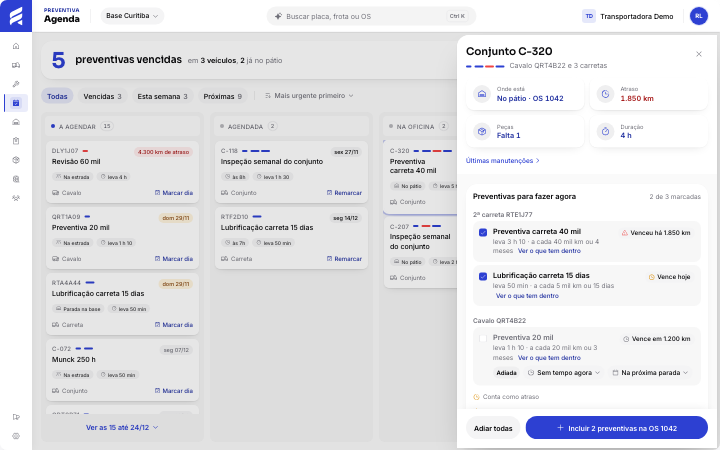 PREVENTIVA
Agenda
Base Curitiba
Buscar placa, frota ou OS
Ctrl K
TD
Transportadora Demo
RL
5 preventivas vencidas em 3 veículos, 2 já no pátio
Todas
Vencidas 3
Esta semana 3
Próximas 9
Mais urgente primeiro
A AGENDAR 15
DLY1J07
4.300 km de atraso
Revisão 60 mil
Na estrada
leva 4 h
Cavalo
Marcar dia
QRT1A09
dom 29/11
Preventiva 20 mil
Na estrada
leva 1 h 10
Cavalo
Marcar dia
RTA4A44
dom 29/11
Lubrificação carreta 15 dias
Parada na base
leva 50 min
Carreta
Marcar dia
C-072
seg 07/12
Munck 250 h
Na estrada
leva 50 min
Conjunto
Marcar dia
Ver as 15 até 24/12
AGENDADA 2
C-118
sex 27/11
Inspeção semanal do conjunto
às 8h
leva 1 h 30
Conjunto
Remarcar
RTF2D10
seg 14/12
Lubrificação carreta 15 dias
às 7h
leva 50 min
Carreta
Remarcar
NA OFICINA 2
C-320
Preventiva
carreta 40 mil
No pátio
leva 5 h
Conjunto
C-207
Inspeção semanal
do conjunto
No pátio
leva 2 h
Conjunto
Conjunto C-320
Cavalo QRT4B22 e 3 carretas
Onde está
No pátio · OS 1042
Atraso
1.850 km
Peças
Falta 1
Duração
4 h
Últimas manutenções
Preventivas para fazer agora
2 de 3 marcadas
2ª carreta RTE1J77
Preventiva carreta 40 mil
Venceu há 1.850 km
leva 3 h 10 · a cada 40 mil km ou 4
meses Ver o que tem dentro
Lubrificação carreta 15 dias
Vence hoje
leva 50 min · a cada 5 mil km ou 15 dias
Ver o que tem dentro
Cavalo QRT4B22
Preventiva 20 mil
Vence em 1.200 km
leva 1 h 10 · a cada 20 mil km ou 3
meses Ver o que tem dentro
Adiada
Sem tempo agora
Na próxima parada
Conta como atraso
Adiar todas
Incluir 2 preventivas na OS 1042